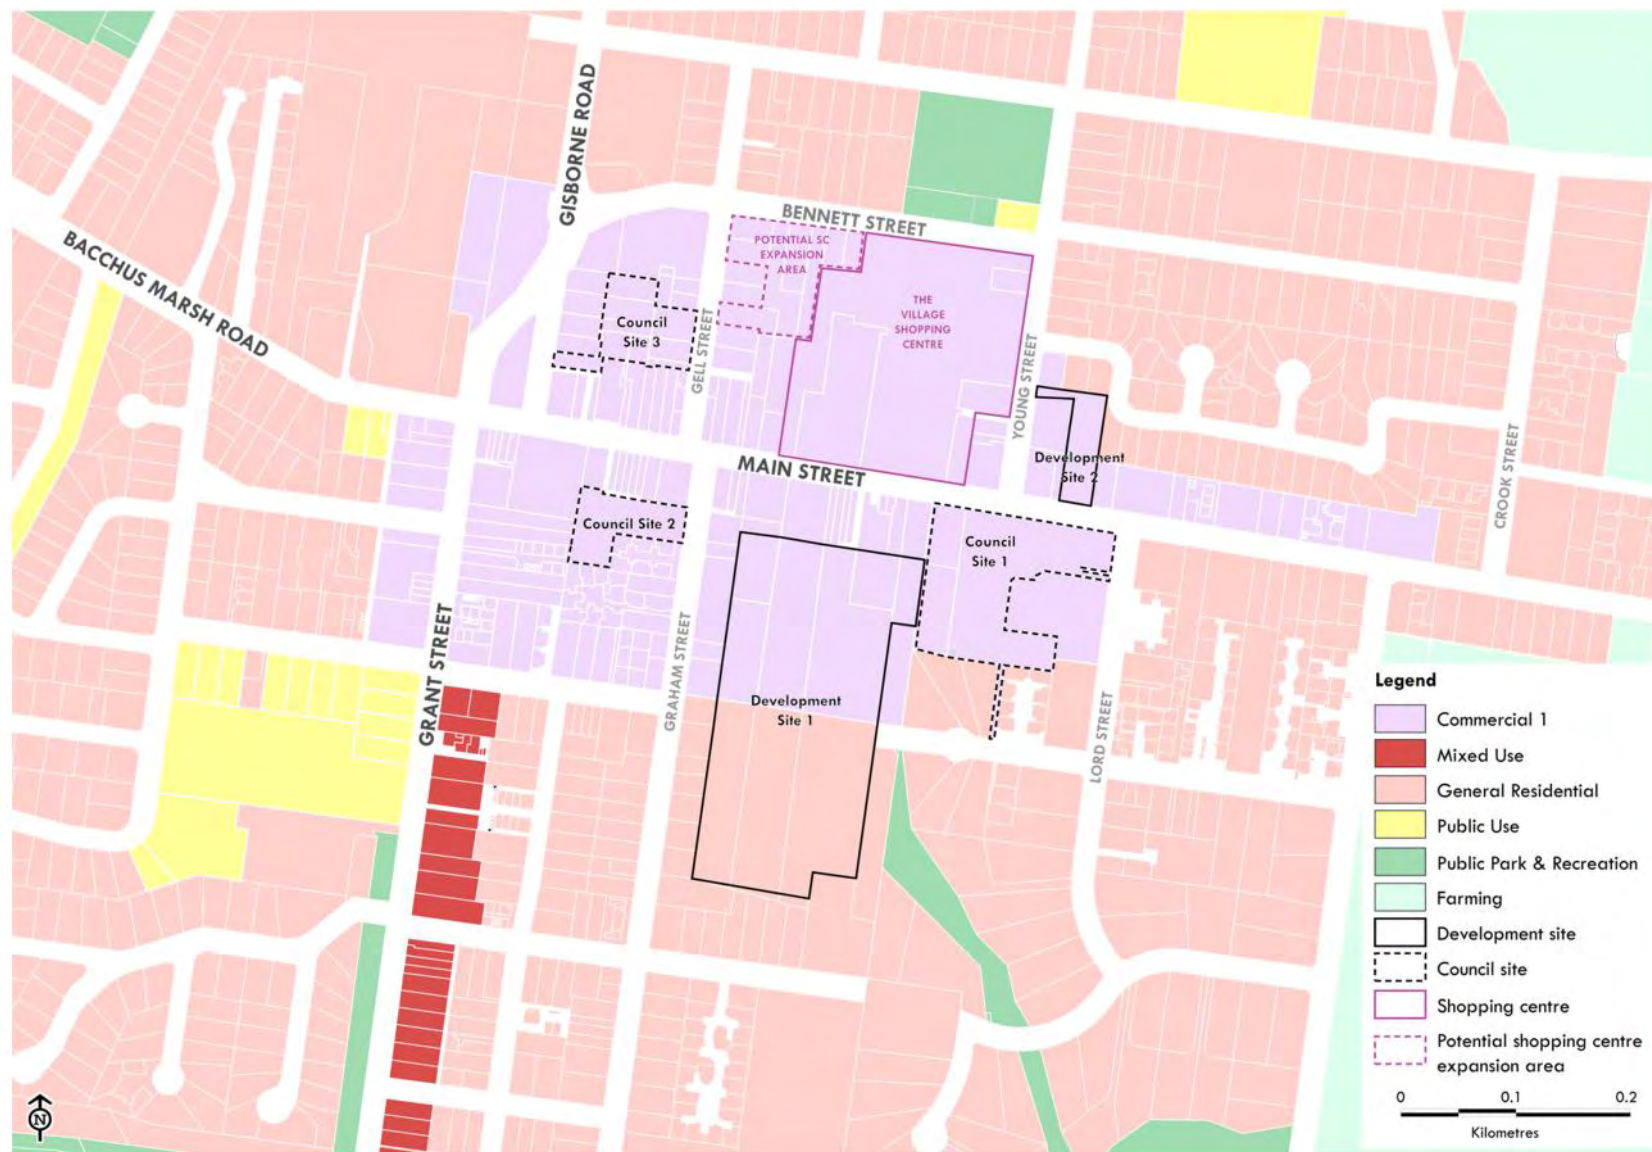 GISBORNE ROAD
BENNETT STREET
BACCHUS MARSH ROAD
POTENTIAL SC
EXPANSION
AREA
THE
VILLAGE
SHOPPING
CENTRE
Council
Site 3
GELL STREET
YOUNG STREET
MAIN STREET
Development
Site 2
CROOK STREET
Council Site 2
Council
Site 1
GRANT STREET
GRAHAM STREET
Development
Site 1
LORD STREET
Legend
Commercial 1
Mixed Use
General Residential
Public Use
Public Park & Recreation
Farming
Development site
Council site
Shopping centre
Potential shopping centre
expansion area
0 0.1 0.2
Kilometres
N